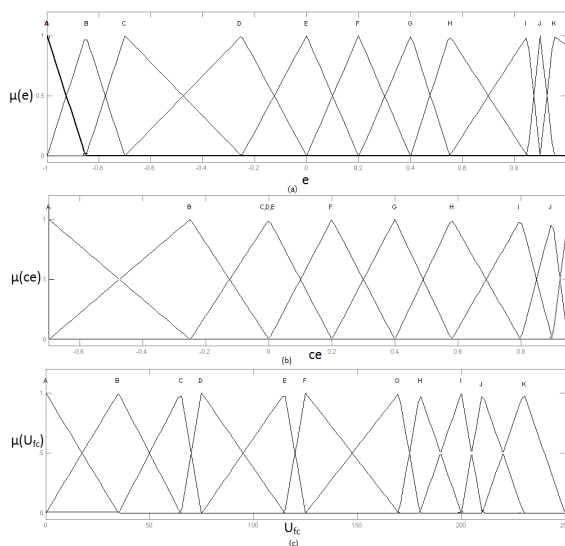 A B C D E F G H I J K
1
μ(e)
0.5
0
-1 -0.8 -0.6 -0.4 -0.2 0 0.2 0.4 0.6 0.8
(a) e
A B C,D,E F G H I J
1
μ(ce)
.5
0
-0.6 -0.4 -0.2 0 0.2 0.4 0.6 0.8
(b) ce
A B C D E F G H I J K
1
μ(Ufc)
.5
0
0 50 100 150 200 250
Ufc
(c)